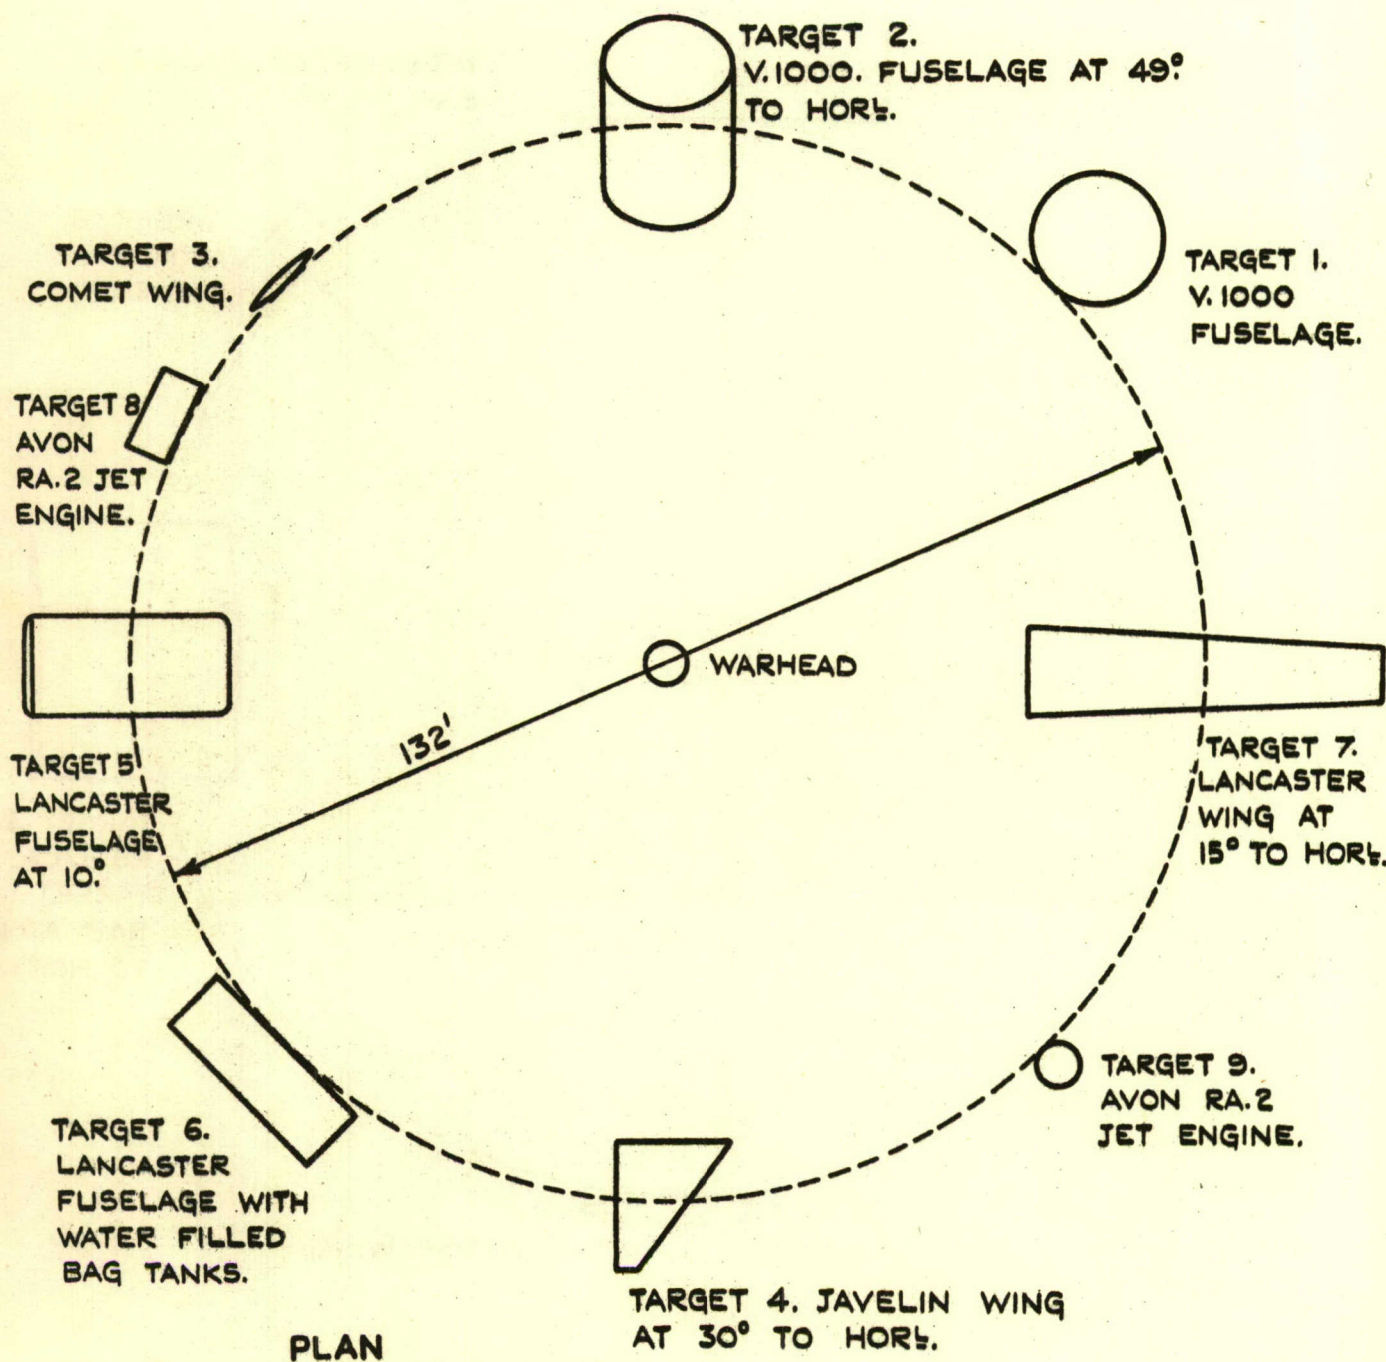 TARGET 2.
V.1000. FUSELAGE AT 49°.
TO HORL.
TARGET 1.
V.1000
FUSELAGE.
TARGET 3.
COMET WING.
TARGET 8
AVON
RA.2 JET
ENGINE.
WARHEAD
132'
TARGET 5
LANCASTER
FUSELAGE
AT 10°.
TARGET 7.
LANCASTER
WING AT
15° TO HORL.
TARGET 9.
AVON RA.2
JET ENGINE.
TARGET 6.
LANCASTER
FUSELAGE WITH
WATER FILLED
BAG TANKS.
TARGET 4. JAVELIN WING
AT 30° TO HORL.
PLAN